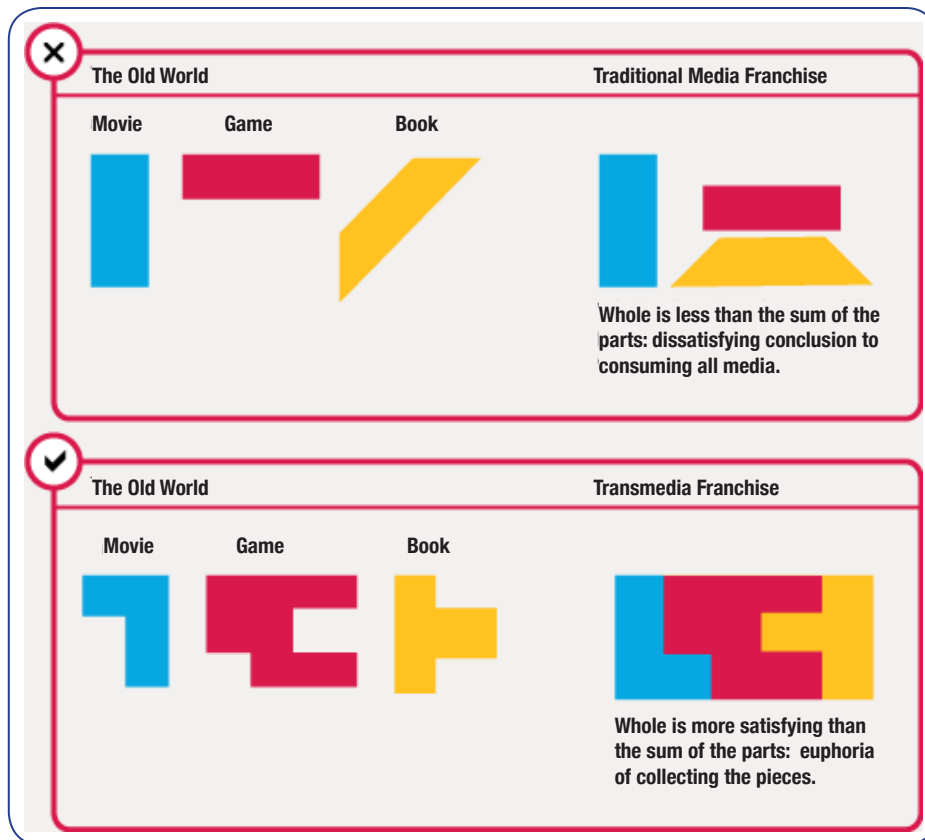 The Old World
Traditional Media Franchise
Movie
Game
Book
Whole is less than the sum of the
parts: dissatisfying conclusion to
consuming all media.
The Old World
Transmedia Franchise
Movie
Game
Book
Whole is more satisfying than
the sum of the parts:  euphoria
of collecting the pieces.